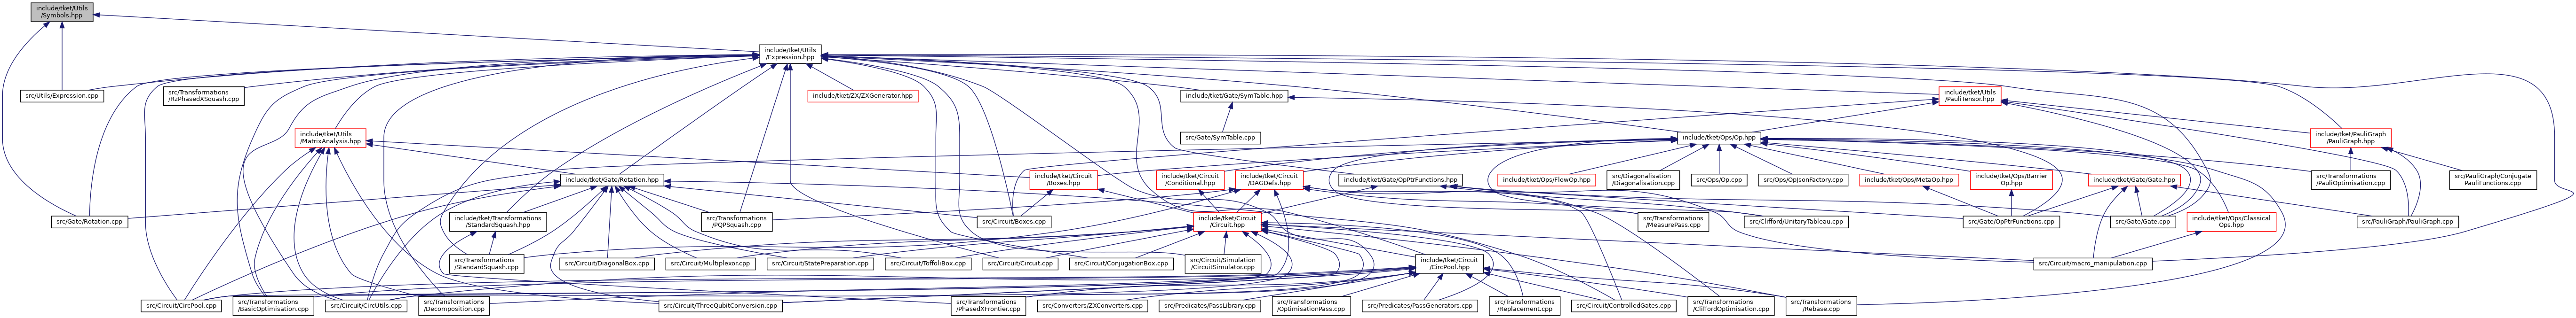 include/tket/Utils
/Symbols.hpp
include/tket/Utils
/Expression.hpp
src/Utils/Expression.cpp
src/Transformations
/RzPhasedXSquash.cpp
include/tket/ZX/ZXGenerator.hpp
include/tket/Gate/SymTable.hpp
include/tket/Utils
/PauliTensor.hpp
include/tket/Utils
/MatrixAnalysis.hpp
src/Gate/SymTable.cpp
include/tket/Ops/Op.hpp
include/tket/PauliGraph
/PauliGraph.hpp
include/tket/Gate/Rotation.hpp
include/tket/Circuit
/Boxes.hpp
include/tket/Circuit
/Conditional.hpp
include/tket/Circuit
/DAGDefs.hpp
include/tket/Gate/OpPtrFunctions.hpp
include/tket/Ops/FlowOp.hpp
src/Diagonalisation
/Diagonalisation.cpp
src/Ops/Op.cpp
src/Ops/OpJsonFactory.cpp
include/tket/Ops/MetaOp.hpp
include/tket/Ops/Barrier
Op.hpp
include/tket/Gate/Gate.hpp
src/Transformations
/PauliOptimisation.cpp
src/PauliGraph/Conjugate
PauliFunctions.cpp
src/Gate/Rotation.cpp
include/tket/Transformations
/StandardSquash.hpp
src/Transformations
/PQPSquash.cpp
src/Circuit/Boxes.cpp
include/tket/Circuit
/Circuit.hpp
src/Transformations
/MeasurePass.cpp
src/Clifford/UnitaryTableau.cpp
src/Gate/OpPtrFunctions.cpp
src/Gate/Gate.cpp
include/tket/Ops/Classical
Ops.hpp
src/PauliGraph/PauliGraph.cpp
src/Transformations
/StandardSquash.cpp
src/Circuit/DiagonalBox.cpp
src/Circuit/Multiplexor.cpp
src/Circuit/StatePreparation.cpp
src/Circuit/ToffoliBox.cpp
src/Circuit/Circuit.cpp
src/Circuit/ConjugationBox.cpp
src/Circuit/Simulation
/CircuitSimulator.cpp
include/tket/Circuit
/CircPool.hpp
src/Circuit/macro_manipulation.cpp
src/Circuit/CircPool.cpp
src/Transformations
/BasicOptimisation.cpp
src/Circuit/CircUtils.cpp
src/Transformations
/Decomposition.cpp
src/Circuit/ThreeQubitConversion.cpp
src/Transformations
/PhasedXFrontier.cpp
src/Converters/ZXConverters.cpp
src/Predicates/PassLibrary.cpp
src/Transformations
/OptimisationPass.cpp
src/Predicates/PassGenerators.cpp
src/Transformations
/Replacement.cpp
src/Circuit/ControlledGates.cpp
src/Transformations
/CliffordOptimisation.cpp
src/Transformations
/Rebase.cpp